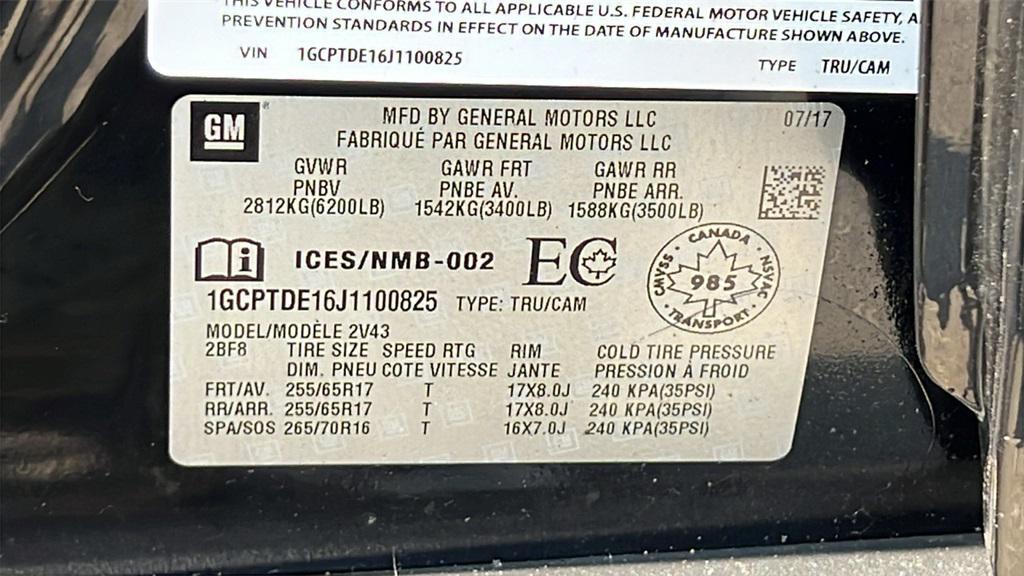 THIS VEHICLE CONFORMS TO ALL APPLICABLE U.S. FEDERAL MOTOR VEHICLE SAFETY, A
PREVENTION STANDARDS IN EFFECT ON THE DATE OF MANUFACTURE SHOWN ABOVE.
VIN 1GCPTDE16J1100825 TYPE TRU/CAM
GM® MFD BY GENERAL MOTORS LLC 07/17
FABRIQUÉ PAR GENERAL MOTORS LLC
GVWR GAWR FRT GAWR RR
PNBV PNBE AV. PNBE ARR.
2812KG(6200LB) 1542KG(3400LB) 1588KG(3500LB)
i ICES/NMB-002 EC CANADA 985 TRANSPORT SVMC NSVAC
1GCPTDE16J1100825 TYPE: TRU/CAM
MODEL/MODÈLE 2V43
2BF8 TIRE SIZE SPEED RTG RIM COLD TIRE PRESSURE
DIM. PNEU COTE VITESSE JANTE PRESSION À FROID
FRT/AV. 255/65R17 T 17X8.0J 240 KPA(35PSI)
RR/ARR. 255/65R17 T 17X8.0J 240 KPA(35PSI)
SPA/SOS 265/70R16 T 16X7.0J 240 KPA(35PSI)